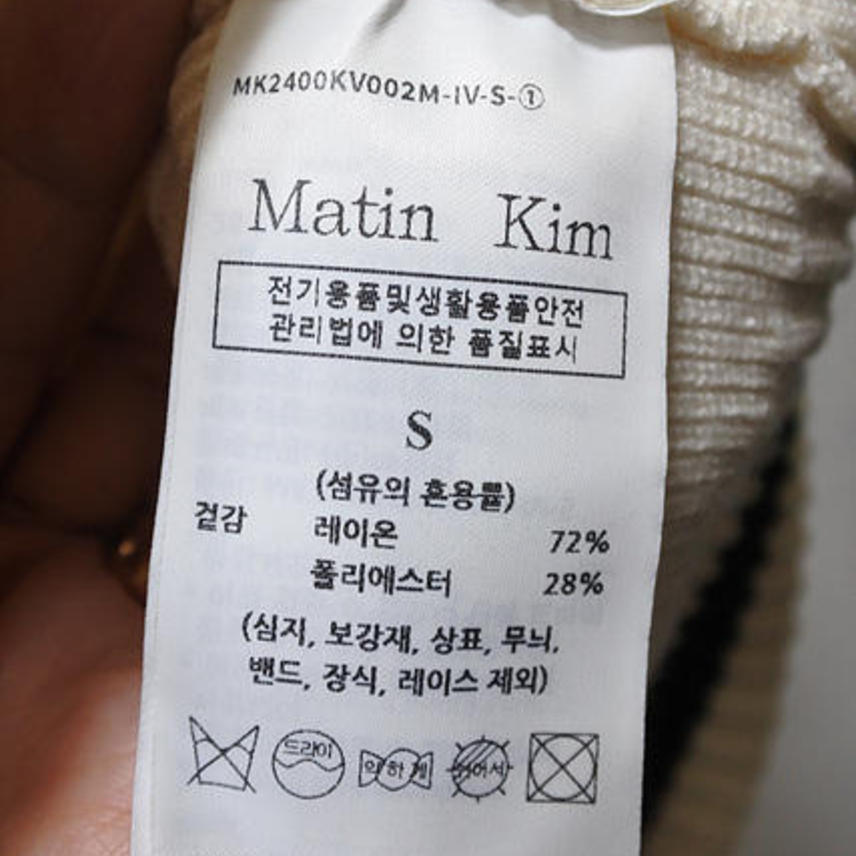 MK2400KV002M-IV-S-①
Matin Kim
전기용품및생활용품안전
관리법에 의한 품질표시
S
(섬유의 혼용률)
겉감 레이온 72%
폴리에스터 28%
(심지, 보강재, 상표, 무늬,
밴드, 장식, 레이스 제외)
드라이 약하게 뉘어서